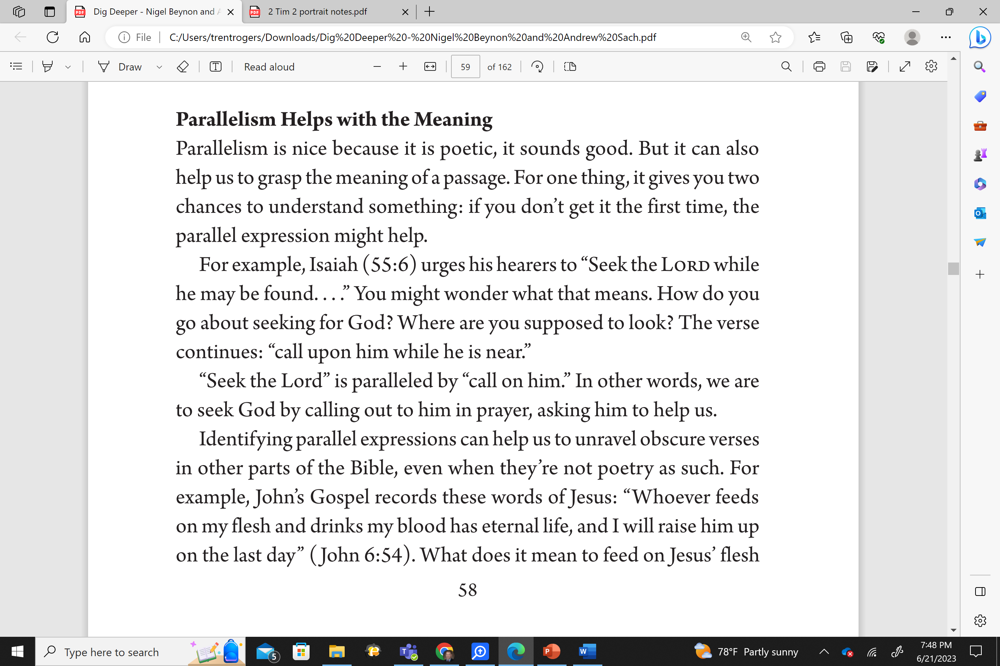 Dig Deeper - Nigel Beynon and A
2 Tim 2 portrait notes.pdf
File
C:/Users/trentrogers/Downloads/Dig%20Deeper%20-%20Nigel%20Beynon%20and%20Andrew%20Sach.pdf
Draw
Read aloud
59
of 162
Parallelism Helps with the Meaning
Parallelism is nice because it is poetic, it sounds good. But it can also
help us to grasp the meaning of a passage. For one thing, it gives you two
chances to understand something: if you don’t get it the first time, the
parallel expression might help.
For example, Isaiah (55:6) urges his hearers to “Seek the LORD while
he may be found. . . .” You might wonder what that means. How do you
go about seeking for God? Where are you supposed to look? The verse
continues: “call upon him while he is near.”
“Seek the Lord” is paralleled by “call on him.” In other words, we are
to seek God by calling out to him in prayer, asking him to help us.
Identifying parallel expressions can help us to unravel obscure verses
in other parts of the Bible, even when they’re not poetry as such. For
example, John’s Gospel records these words of Jesus: “Whoever feeds
on my flesh and drinks my blood has eternal life, and I will raise him up
on the last day” (John 6:54). What does it mean to feed on Jesus’ flesh
58
Type here to search
5
78°F Partly sunny
7:48 PM
6/21/2023